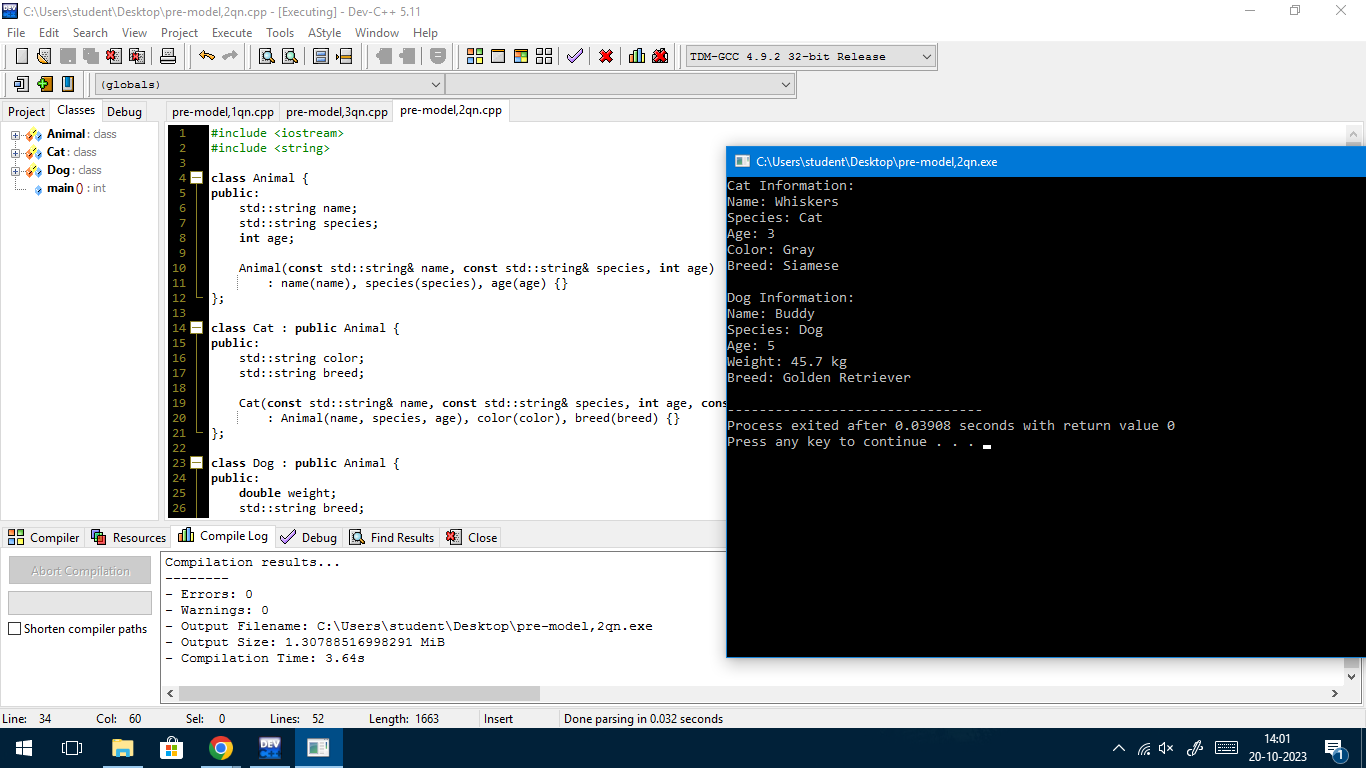 C:\Users\student\Desktop\pre-model,2qn.cpp - [Executing] - Dev-C++ 5.11
File Edit Search View Project Execute Tools AStyle Window Help
TDM-GCC 4.9.2 32-bit Release
(globals)
Project Classes Debug
Animal : class
Cat : class
Dog : class
main () : int
pre-model,1qn.cpp pre-model,3qn.cpp pre-model,2qn.cpp
1 #include <iostream>
2 #include <string>
3
4 class Animal {
5 public:
6 std::string name;
7 std::string species;
8 int age;
9
10 Animal(const std::string& name, const std::string& species, int age)
11 : name(name), species(species), age(age) {}
12 };
13
14 class Cat : public Animal {
15 public:
16 std::string color;
17 std::string breed;
18
19 Cat(const std::string& name, const std::string& species, int age, cons
20 : Animal(name, species, age), color(color), breed(breed) {}
21 };
22
23 class Dog : public Animal {
24 public:
25 double weight;
26 std::string breed;
C:\Users\student\Desktop\pre-model,2qn.exe
Cat Information:
Name: Whiskers
Species: Cat
Age: 3
Color: Gray
Breed: Siamese
Dog Information:
Name: Buddy
Species: Dog
Age: 5
Weight: 45.7 kg
Breed: Golden Retriever
--------------------------------
Process exited after 0.03908 seconds with return value 0
Press any key to continue . . .
Compiler Resources Compile Log Debug Find Results Close
Abort Compilation
Shorten compiler paths
Compilation results...
--------
- Errors: 0
- Warnings: 0
- Output Filename: C:\Users\student\Desktop\pre-model,2qn.exe
- Output Size: 1.30788516998291 MiB
- Compilation Time: 3.64s
Line: 34 Col: 60 Sel: 0 Lines: 52 Length: 1663 Insert Done parsing in 0.032 seconds
DEV
14:01
20-10-2023
1